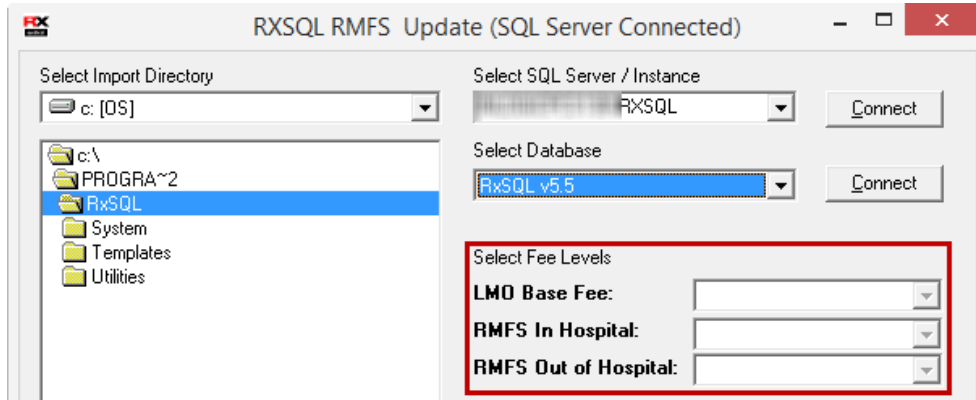 RX
RXSQL RMFS Update (SQL Server Connected)
Select Import Directory
c: [OS]
c:\
PROGRA~2
RxSQL
System
Templates
Utilities
Select SQL Server / Instance
RXSQL
Connect
Select Database
RxSQL v5.5
Connect
Select Fee Levels
LMO Base Fee:
RMFS In Hospital:
RMFS Out of Hospital: